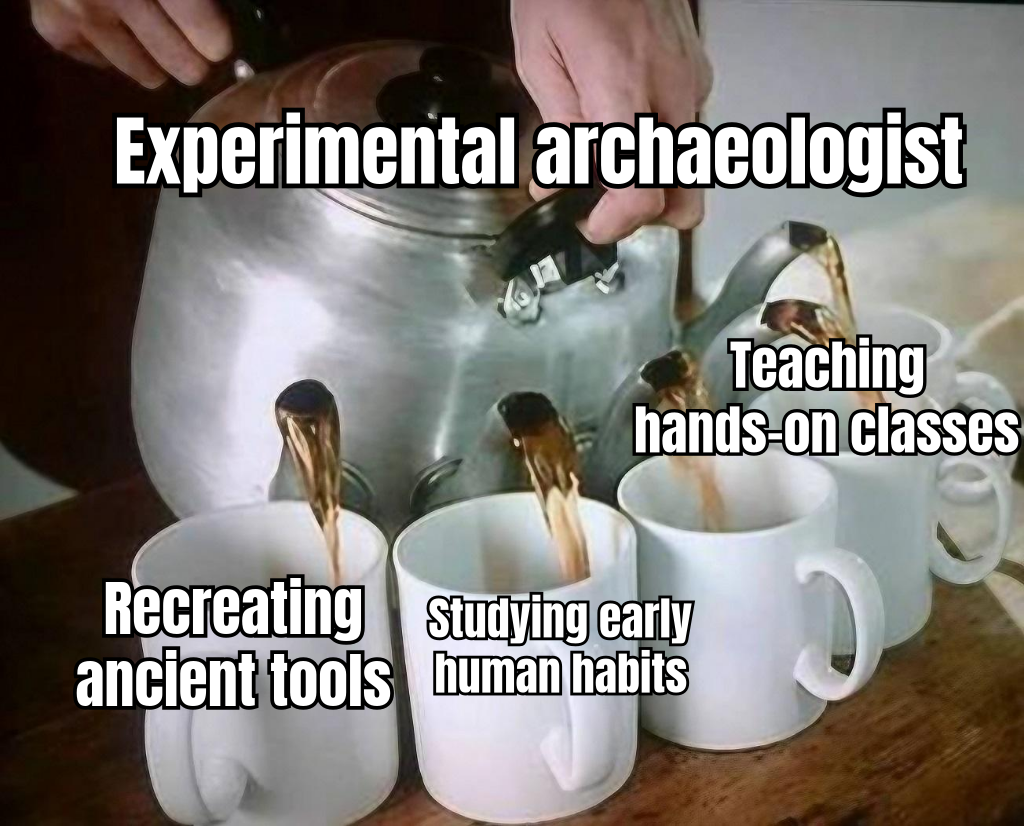 Experimental archaeologist
Teaching
hands-on classes
Recreating
ancient tools
Studying early
human habits